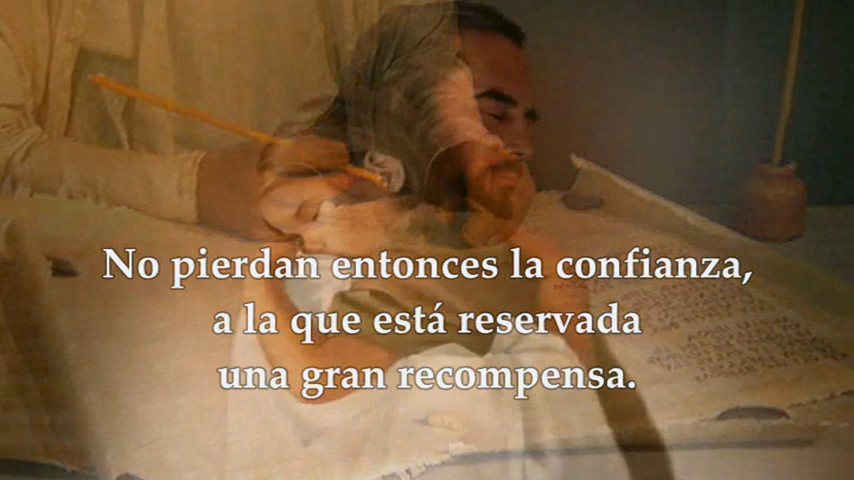 No pierdan entonces la confianza,
a la que está reservada
una gran recompensa.